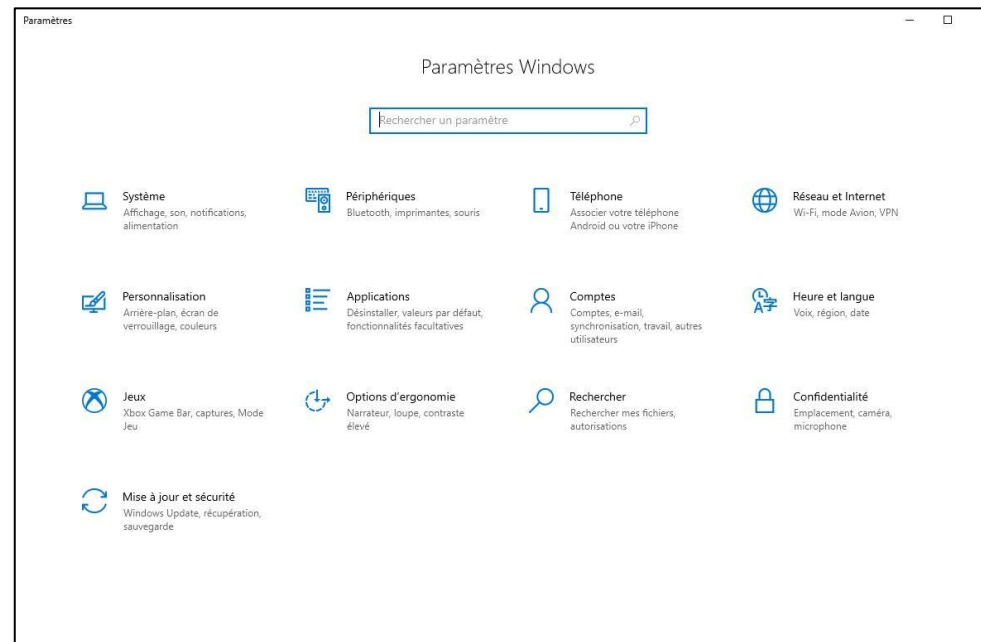 Paramètres
Paramètres Windows
Rechercher un paramètre
Système
Affichage, son, notifications,
alimentation
Périphériques
Bluetooth, imprimantes, souris
Téléphone
Associer votre téléphone
Android ou votre iPhone
Réseau et Internet
Wi-Fi, mode Avion, VPN
Personnalisation
Arrière-plan, écran de
verrouillage, couleurs
Applications
Désinstaller, valeurs par défaut,
fonctionnalités facultatives
Comptes
Comptes, e-mail,
synchronisation, travail, autres
utilisateurs
Heure et langue
Voix, région, date
Jeux
Xbox Game Bar, captures, Mode
Jeu
Options d'ergonomie
Narrateur, loupe, contraste
élevé
Rechercher
Rechercher mes fichiers,
autorisations
Confidentialité
Emplacement, caméra,
microphone
Mise à jour et sécurité
Windows Update, récupération,
sauvegarde